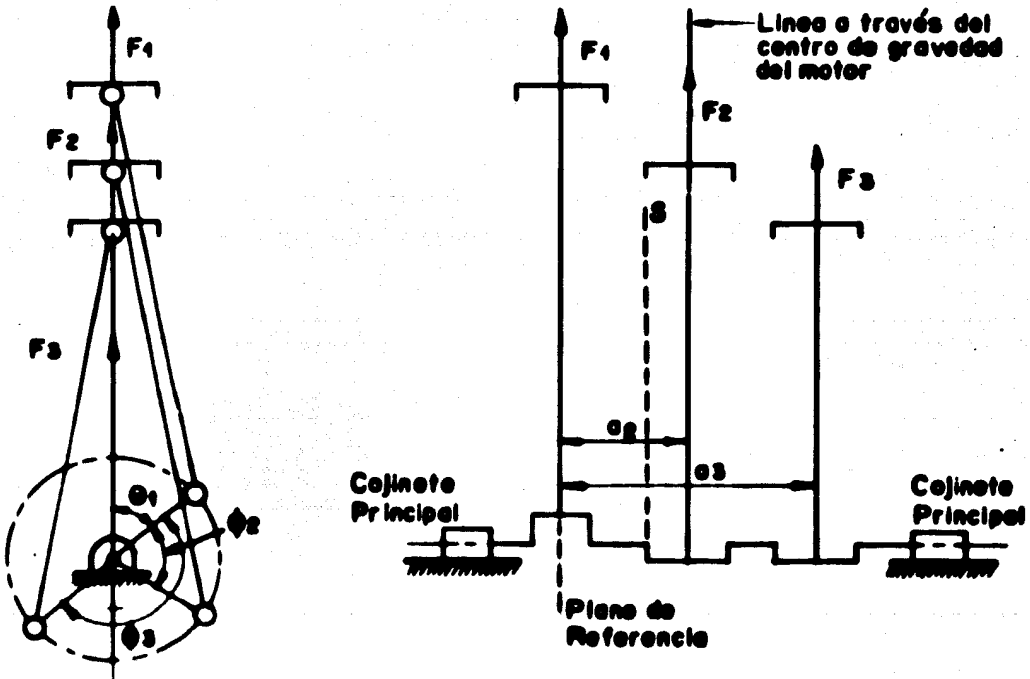 F1
F2
F3
θ1
ϕ2
ϕ3
F1
Linea a través del
centro de gravedad
del motor
F2
F3
S
a2
a3
Cojinete
Principal
Cojinete
Principal
Plano de
Referencia